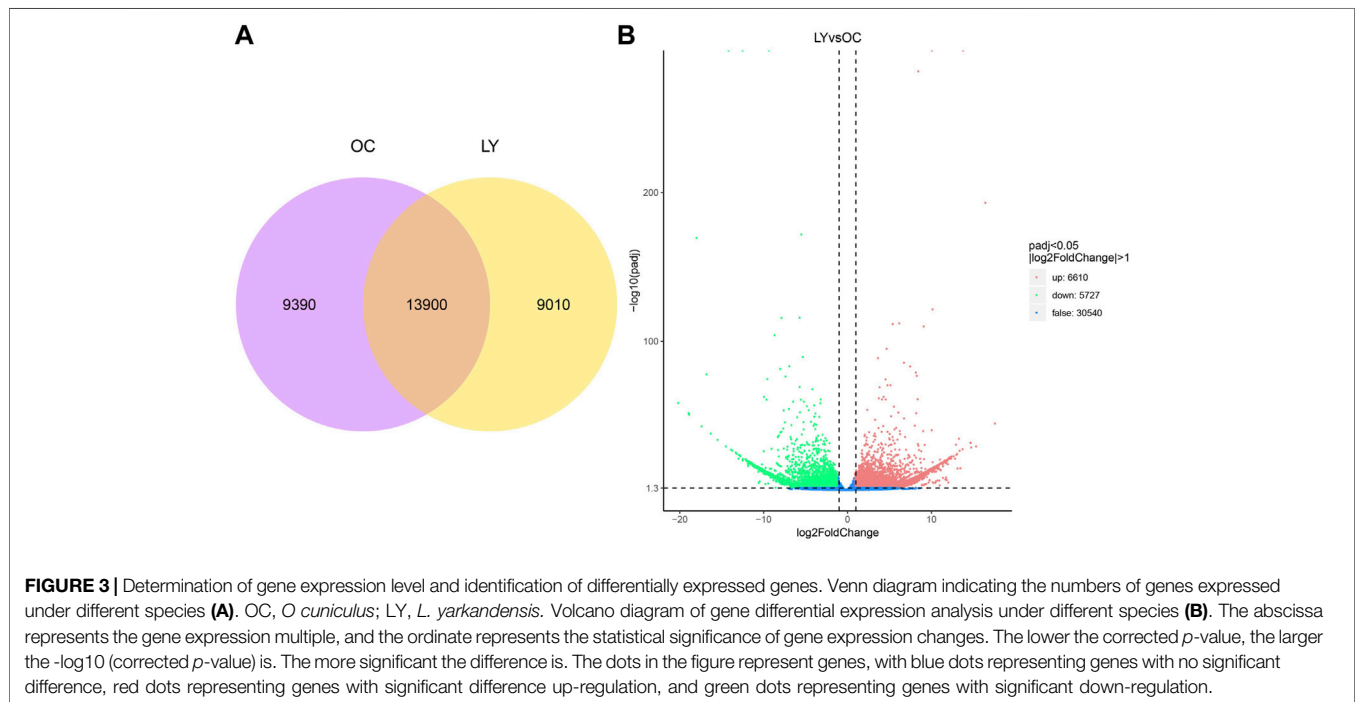 A
OC
LY
9390
13900
9010
B
LYvsOC
200
100
1.3
−log10(padj)
−20
−10
0
10
log2FoldChange
padj<0.05
|log2FoldChange|>1
up: 6610
down: 5727
false: 30540
FIGURE 3 | Determination of gene expression level and identification of differentially expressed genes. Venn diagram indicating the numbers of genes expressed
under different species (A). OC, O cuniculus; LY, L. yarkandensis. Volcano diagram of gene differential expression analysis under different species (B). The abscissa
represents the gene expression multiple, and the ordinate represents the statistical significance of gene expression changes. The lower the corrected p-value, the larger
the -log10 (corrected p-value) is. The more significant the difference is. The dots in the figure represent genes, with blue dots representing genes with no significant
difference, red dots representing genes with significant difference up-regulation, and green dots representing genes with significant down-regulation.